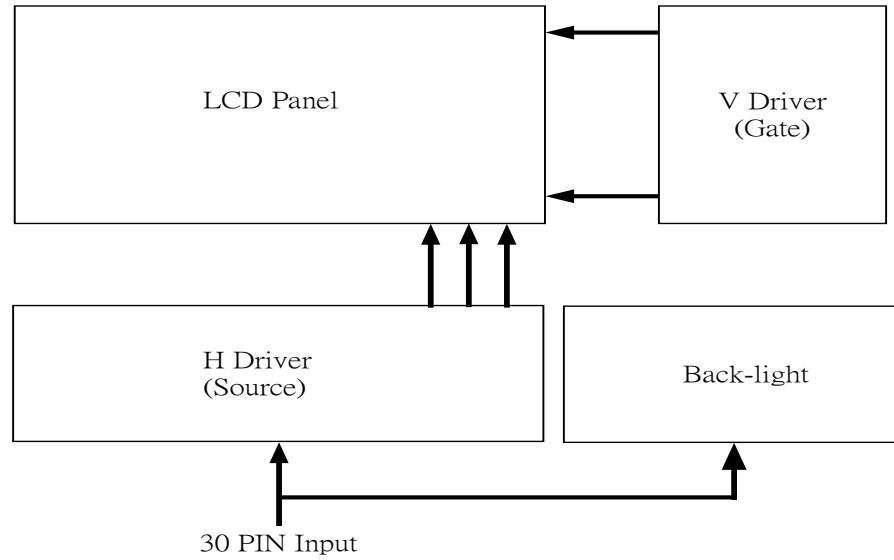 LCD Panel
V Driver
(Gate)
H Driver
(Source)
Back-light
30 PIN Input